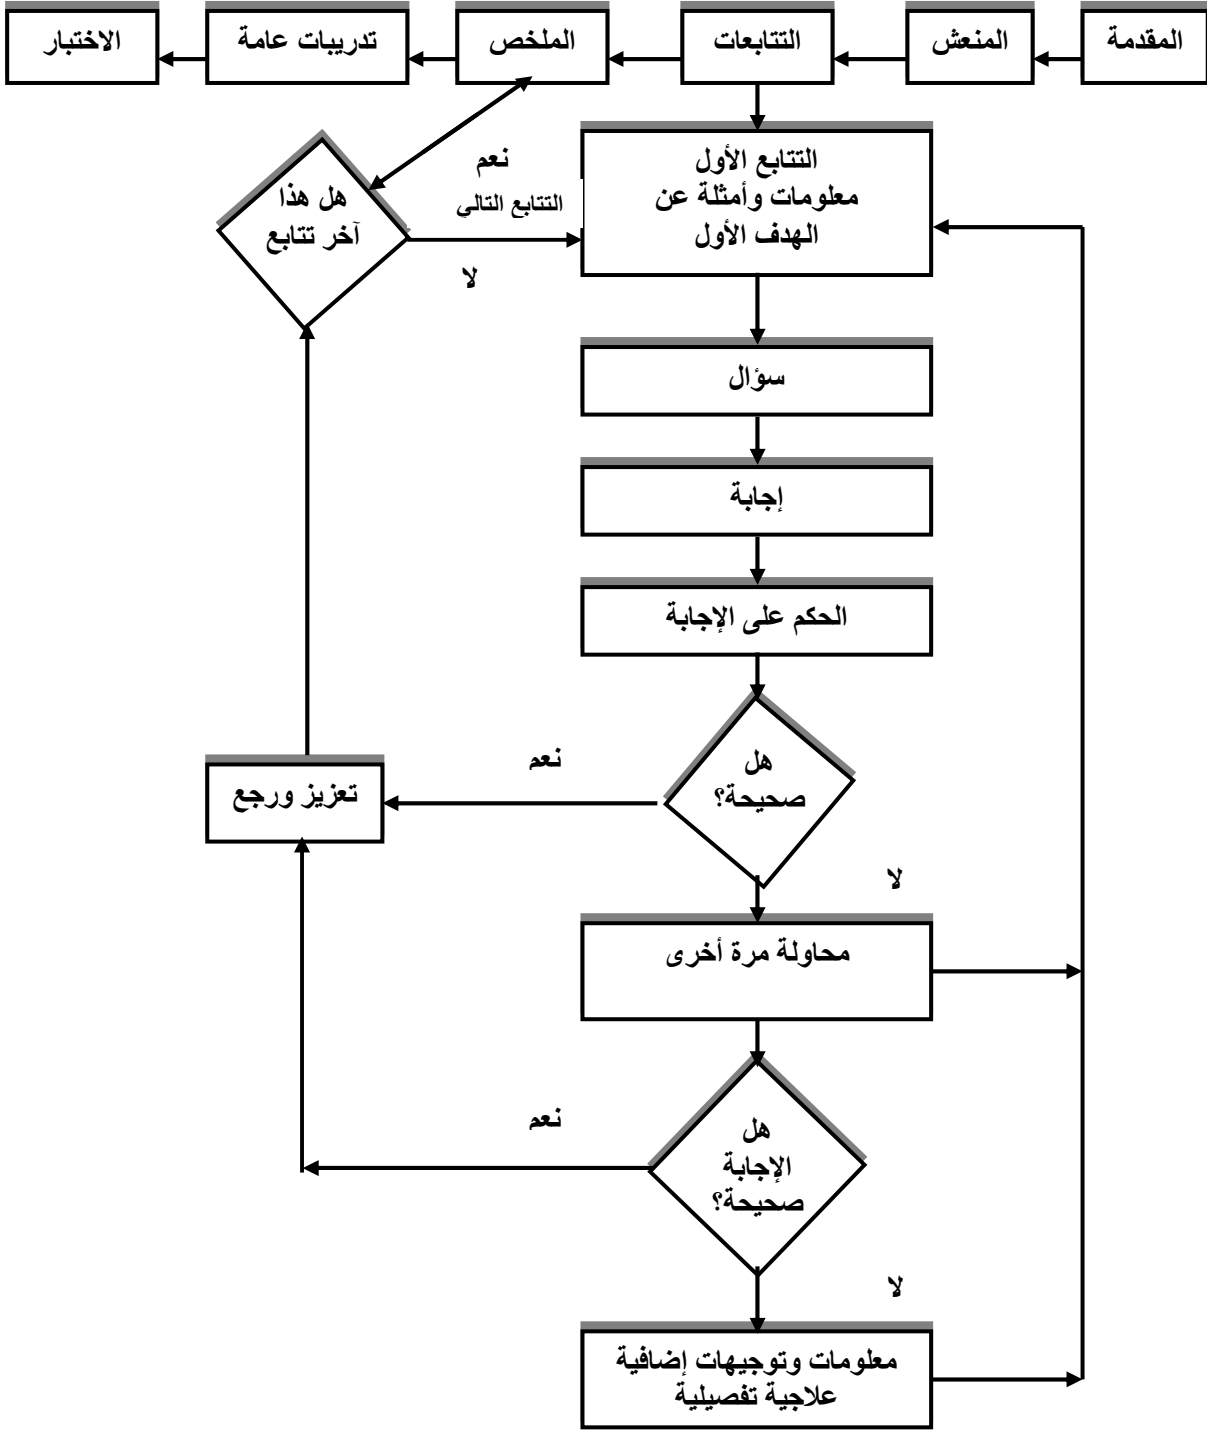 المقدمة
المنعش
التتابعات
الملخص
تدريبات عامة
الاختبار
التتابع الأول
معلومات وأمثلة عن
الهدف الأول
نعم
التتابع التالي
لا
هل هذا
آخر تتابع
سؤال
إجابة
الحكم على الإجابة
هل
صحيحة؟
نعم
تعزيز ورجع
لا
محاولة مرة أخرى
هل
الإجابة
صحيحة؟
نعم
لا
معلومات وتوجيهات إضافية
علاجية تفصيلية